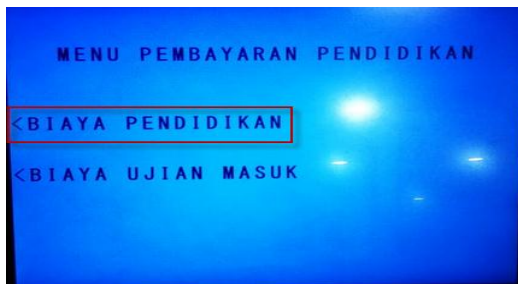 MENU PEMBAYARAN PENDIDIKAN
<BIAYA PENDIDIKAN
<BIAYA UJIAN MASUK